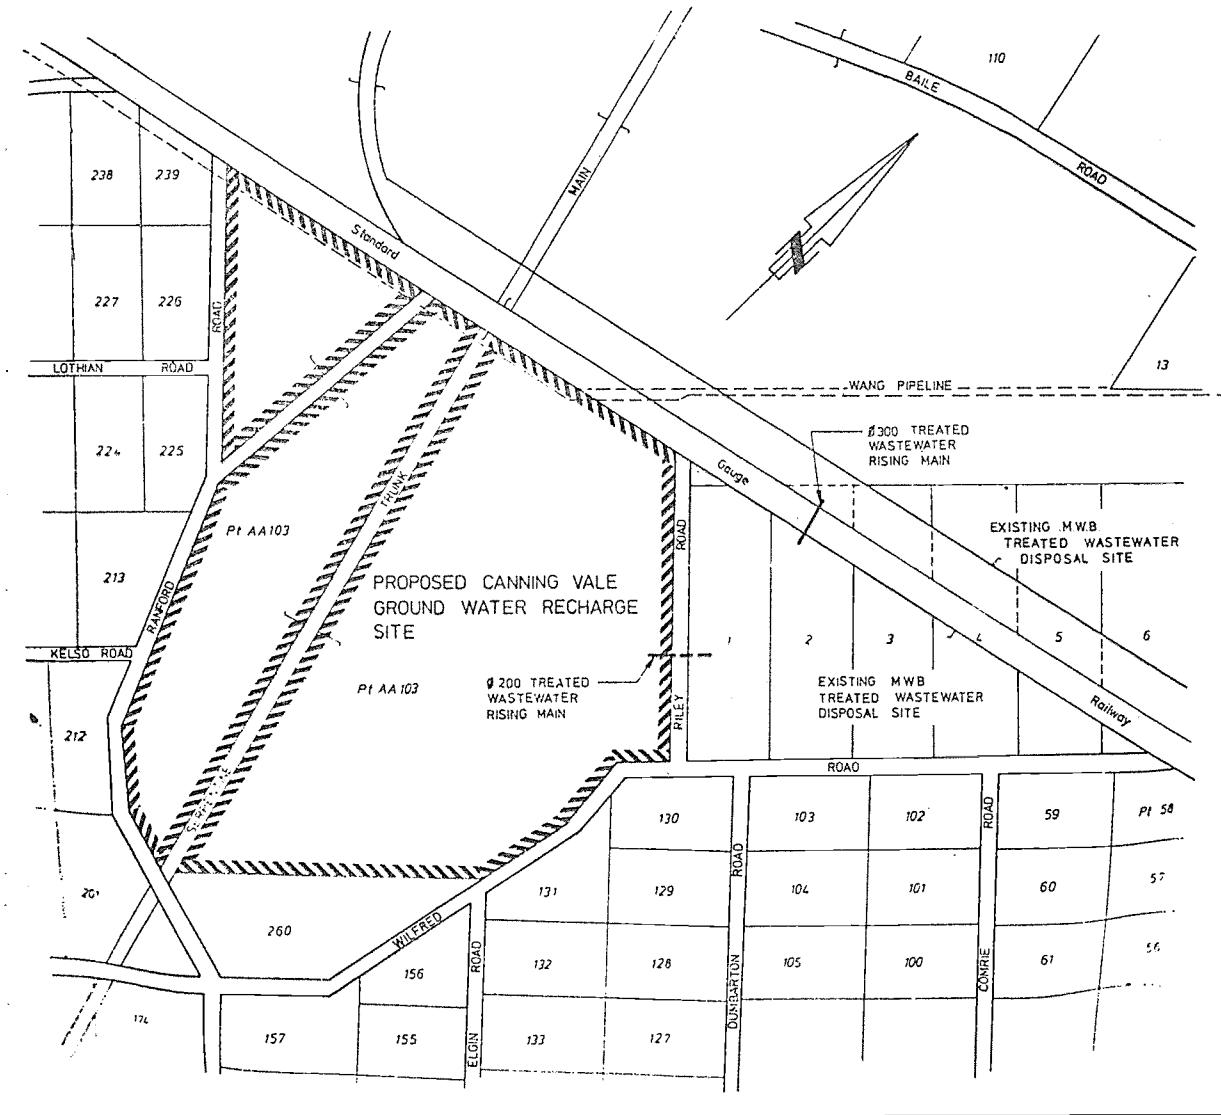 110
BAILE
ROAD
MAIN
238
239
Standard
N
227
226
ROAD
LOTHIAN ROAD
13
WANG PIPELINE
Ø300 TREATED
WASTEWATER
RISING MAIN
224
225
Gauge
TRUNK
Pt AA103
ROAD
EXISTING .M.W.B.
TREATED WASTEWATER
DISPOSAL SITE
213
RANFORD
PROPOSED CANNING VALE
GROUND WATER RECHARGE
SITE
KELSO ROAD
1
2
3
4
5
6
Pt AA103
Ø200 TREATED
WASTEWATER
RISING MAIN
RILEY
EXISTING MWB
TREATED WASTEWATER
DISPOSAL SITE
Railway
212
ROAD
130
103
102
ROAD
59
Pt 58
ROAD
201
131
129
104
101
60
57
260
WILFRED
156
ROAD
132
128
DUMBARTON
105
100
COMRIE
61
56
174
157
155
ELGIN
133
127